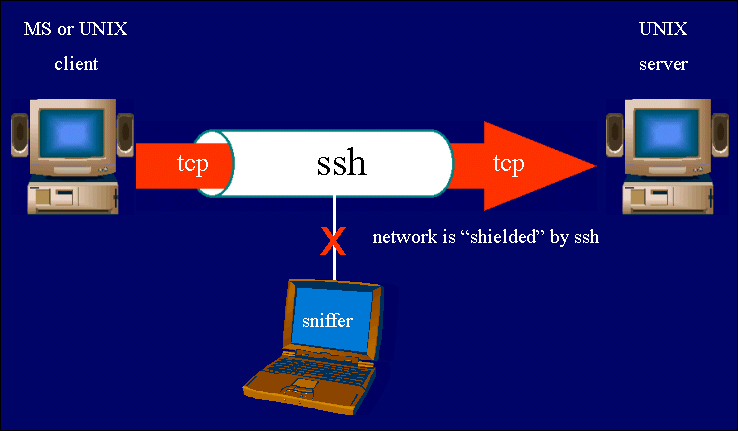 MS or UNIX
client
UNIX
server
tcp
ssh
tcp
X
network is “shielded” by ssh
sniffer